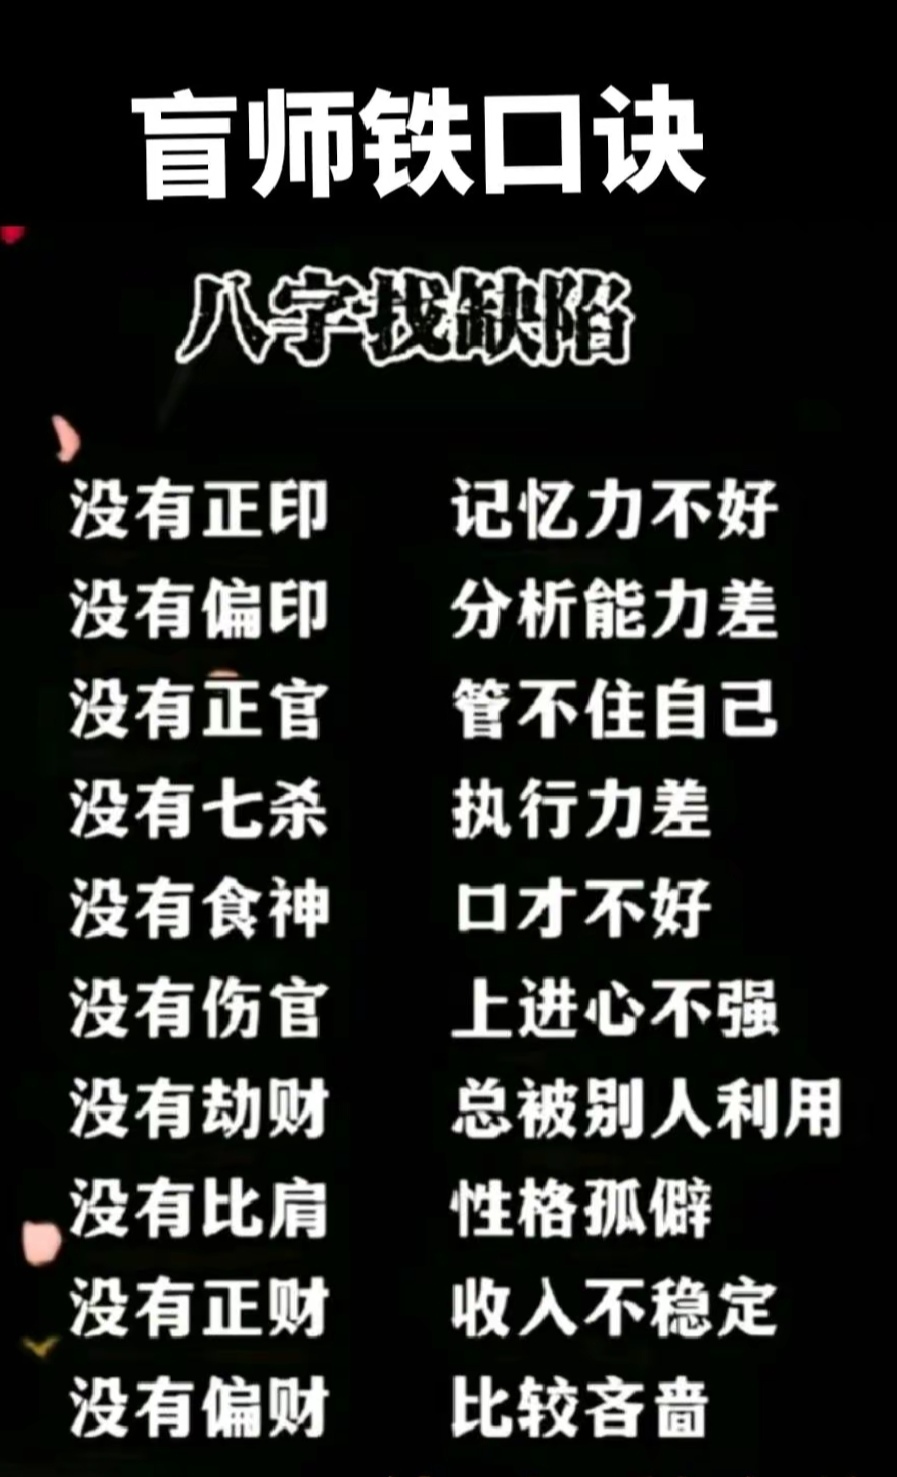 盲师铁口诀
八字找缺陷
没有正印 记忆力不好
没有偏印 分析能力差
没有正官 管不住自己
没有七杀 执行力差
没有食神 口才不好
没有伤官 上进心不强
没有劫财 总被别人利用
没有比肩 性格孤僻
没有正财 收入不稳定
没有偏财 比较吝啬